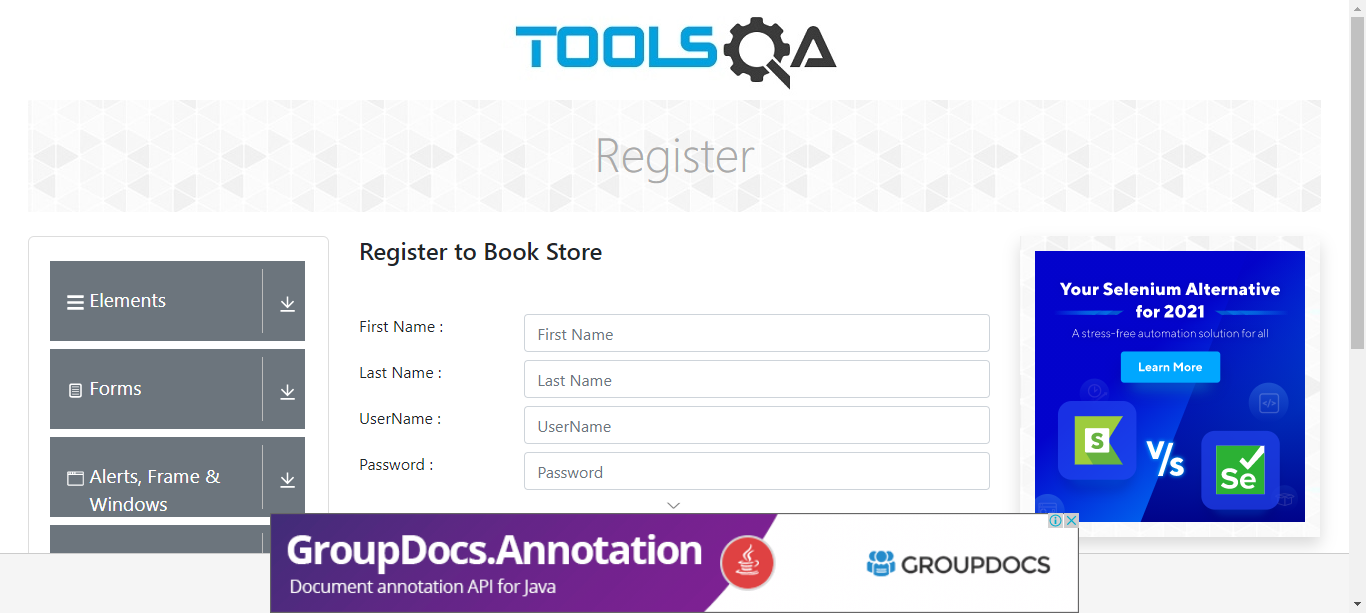 TOOLSQA
Register
Elements
Forms
Alerts, Frame &
Windows
Register to Book Store
First Name :
First Name
Last Name :
Last Name
UserName :
UserName
Password :
Password
Your Selenium Alternative
for 2021
A stress-free automation solution for all
Learn More
S
V/s
</>
Se
GroupDocs.Annotation
Document annotation API for Java
GROUPDOCS